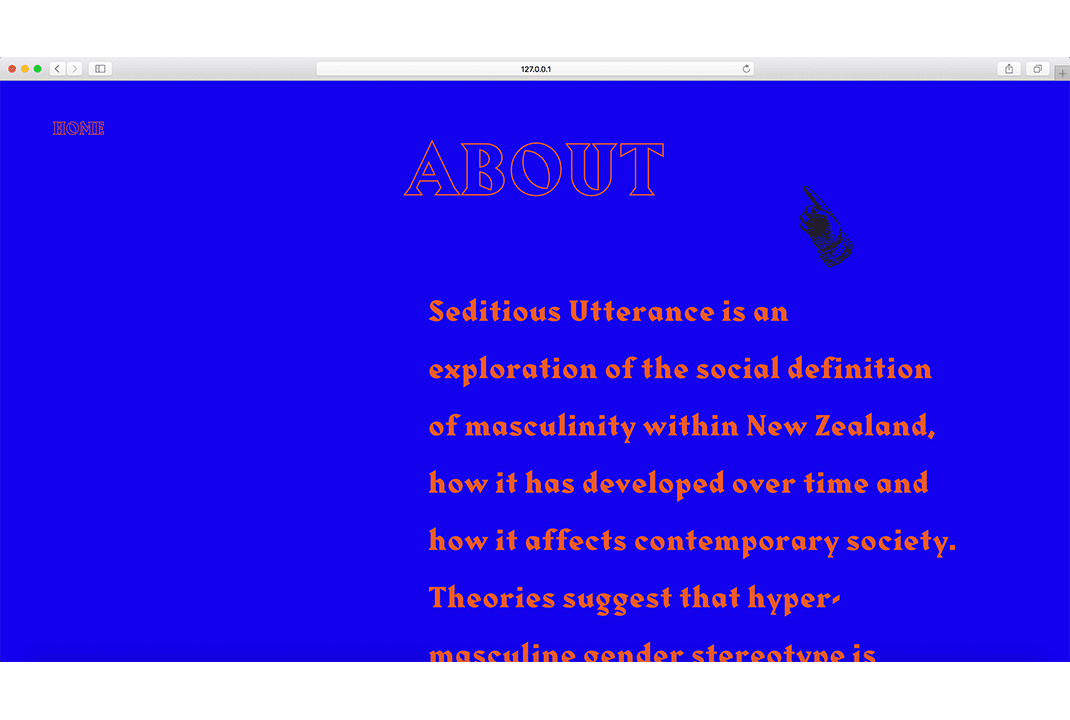 127.0.0.1
HOME
ABOUT
Seditious Utterance is an
exploration of the social definition
of masculinity within New Zealand,
how it has developed over time and
how it affects contemporary society.
Theories suggest that hyper-
masculine gender stereotype is